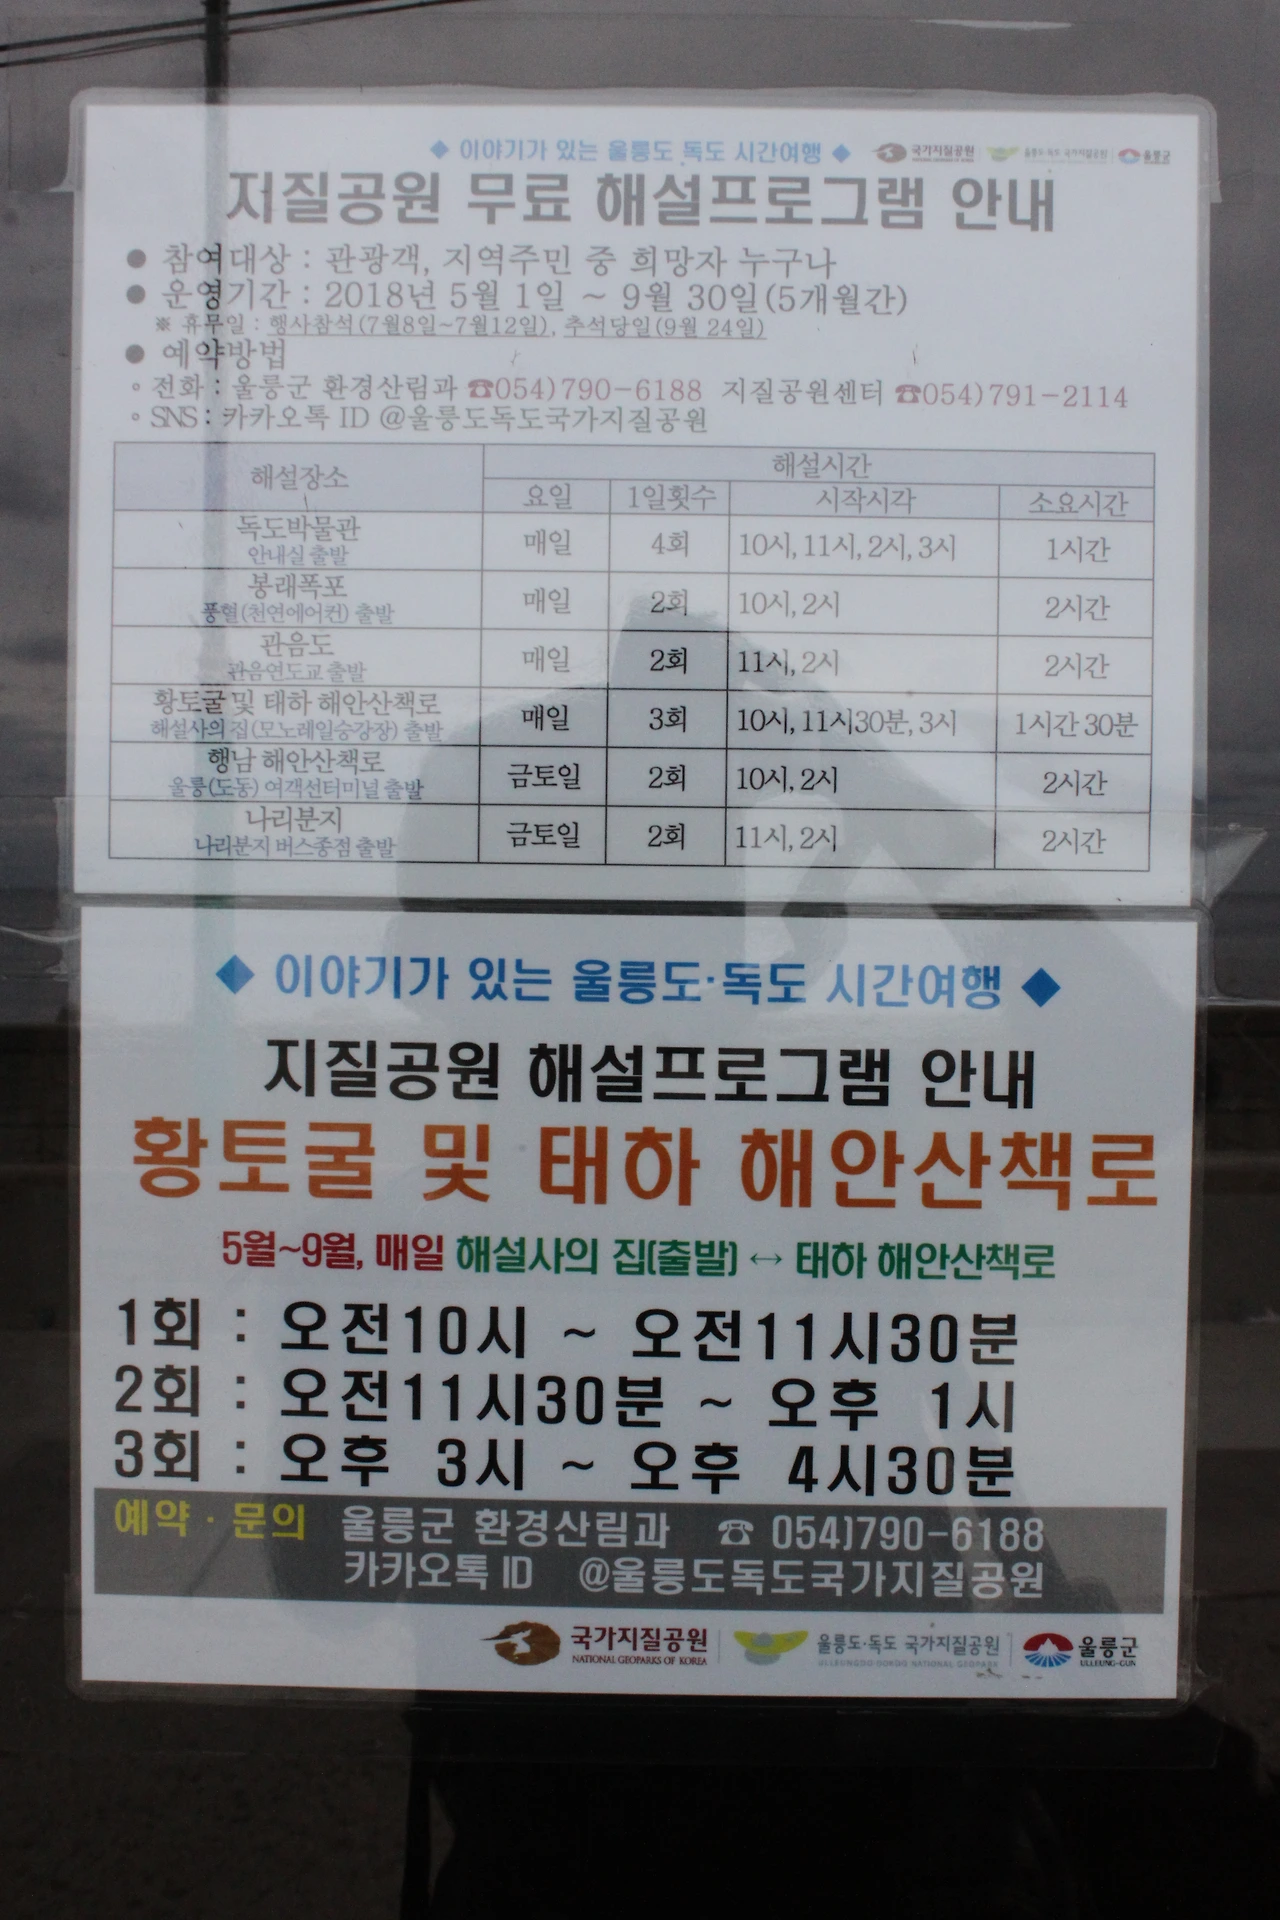 ◆ 이야기가 있는 울릉도 독도 시간여행 ◆ 국가지질공원 울릉도·독도 국가지질공원 울릉군
지질공원 무료 해설프로그램 안내
● 참여대상 : 관광객, 지역주민 중 희망자 누구나
● 운영기간 : 2018년 5월 1일 ~ 9월 30일(5개월간)
※ 휴무일 : 행사참석(7월8일~7월12일), 추석당일(9월 24일)
● 예약방법
◦ 전화 : 울릉군 환경산림과 ☎054)790-6188 지질공원센터 ☎054)791-2114
◦ SNS : 카카오톡 ID @울릉도독도국가지질공원
해설장소 해설시간
요일 1일횟수 시작시각 소요시간
독도박물관
안내실 출발 매일 4회 10시, 11시, 2시, 3시 1시간
봉래폭포
풍혈(천연에어컨) 출발 매일 2회 10시, 2시 2시간
관음도
관음연도교 출발 매일 2회 11시, 2시 2시간
황토굴 및 태하 해안산책로
해설사의 집(모노레일승강장) 출발 매일 3회 10시, 11시30분, 3시 1시간 30분
행남 해안산책로
울릉(도동) 여객선터미널 출발 금토일 2회 10시, 2시 2시간
나리분지
나리분지 버스종점 출발 금토일 2회 11시, 2시 2시간
◆ 이야기가 있는 울릉도·독도 시간여행 ◆
지질공원 해설프로그램 안내
황토굴 및 태하 해안산책로
5월~9월, 매일 해설사의 집(출발) ↔ 태하 해안산책로
1회 : 오전10시 ~ 오전11시30분
2회 : 오전11시30분 ~ 오후 1시
3회 : 오후 3시 ~ 오후 4시30분
예약 · 문의 울릉군 환경산림과 ☎ 054)790-6188
카카오톡 ID @울릉도독도국가지질공원
국가지질공원 울릉도·독도 국가지질공원 울릉군
NATIONAL GEOPARKS OF KOREA ULLEUNGDO·DOKDO NATIONAL GEOPARK ULLEUNG-GUN